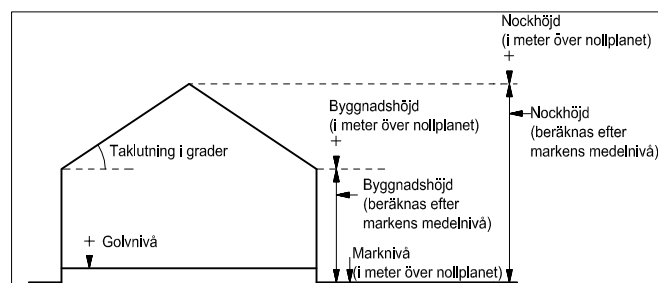 Nockhöjd
(i meter över nollplanet)
+
Byggnadshöjd
(i meter över nollplanet)
+
Nockhöjd
(beräknas efter
markens medelnivå)
Taklutning i grader
Byggnadshöjd
(beräknas efter
markens medelnivå)
+ Golvnivå
Marknivå
(i meter över nollplanet)